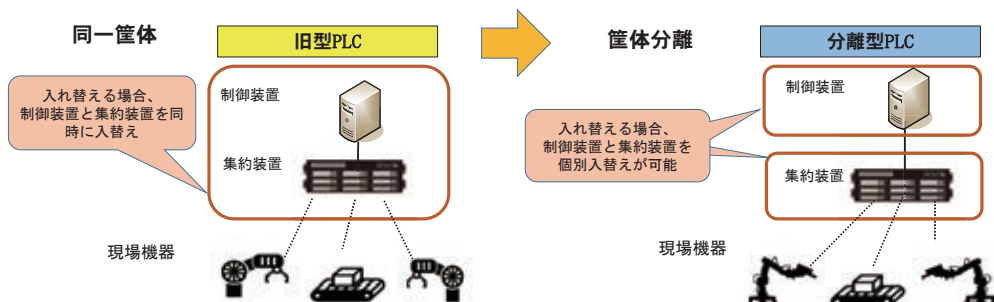 同一筐体
旧型PLC
入れ替える場合、
制御装置と集約装置を同
時に入替え
制御装置
集約装置
現場機器
筐体分離
分離型PLC
入れ替える場合、
制御装置と集約装置を
個別入替えが可能
制御装置
集約装置
現場機器